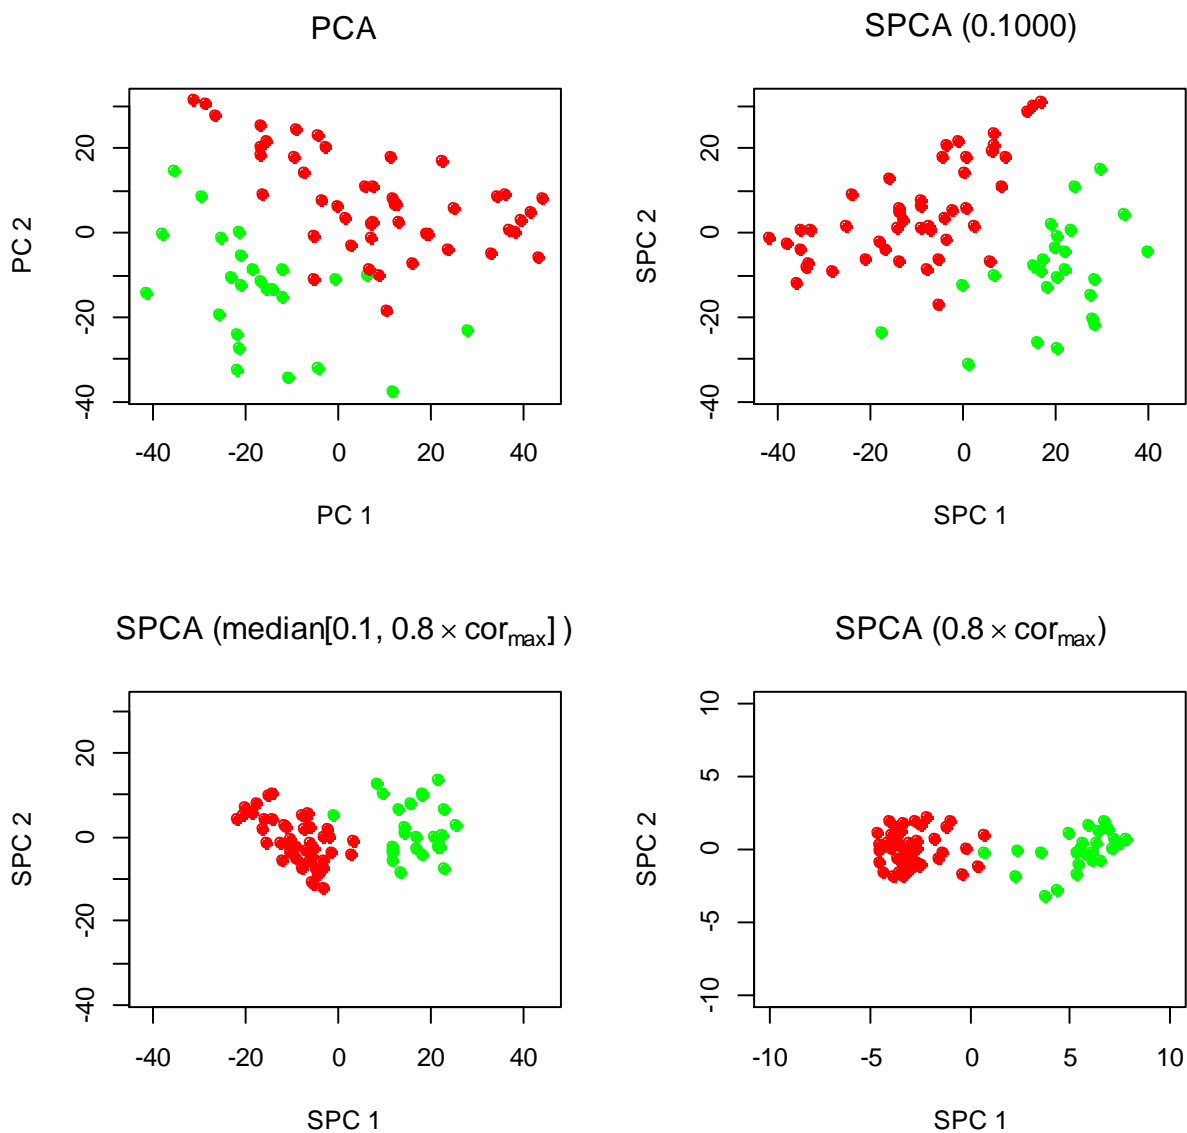 PCA
SPCA (0.1000)
20
0
-20
-40
PC 2
-40 -20 0 20 40
PC 1
20
0
-20
-40
SPC 2
-40 -20 0 20 40
SPC 1
SPCA (median[0.1, 0.8 × cormax] )
SPCA (0.8 × cormax)
20
0
-20
-40
SPC 2
-40 -20 0 20 40
SPC 1
10
5
0
-5
-10
SPC 2
-10 -5 0 5 10
SPC 1